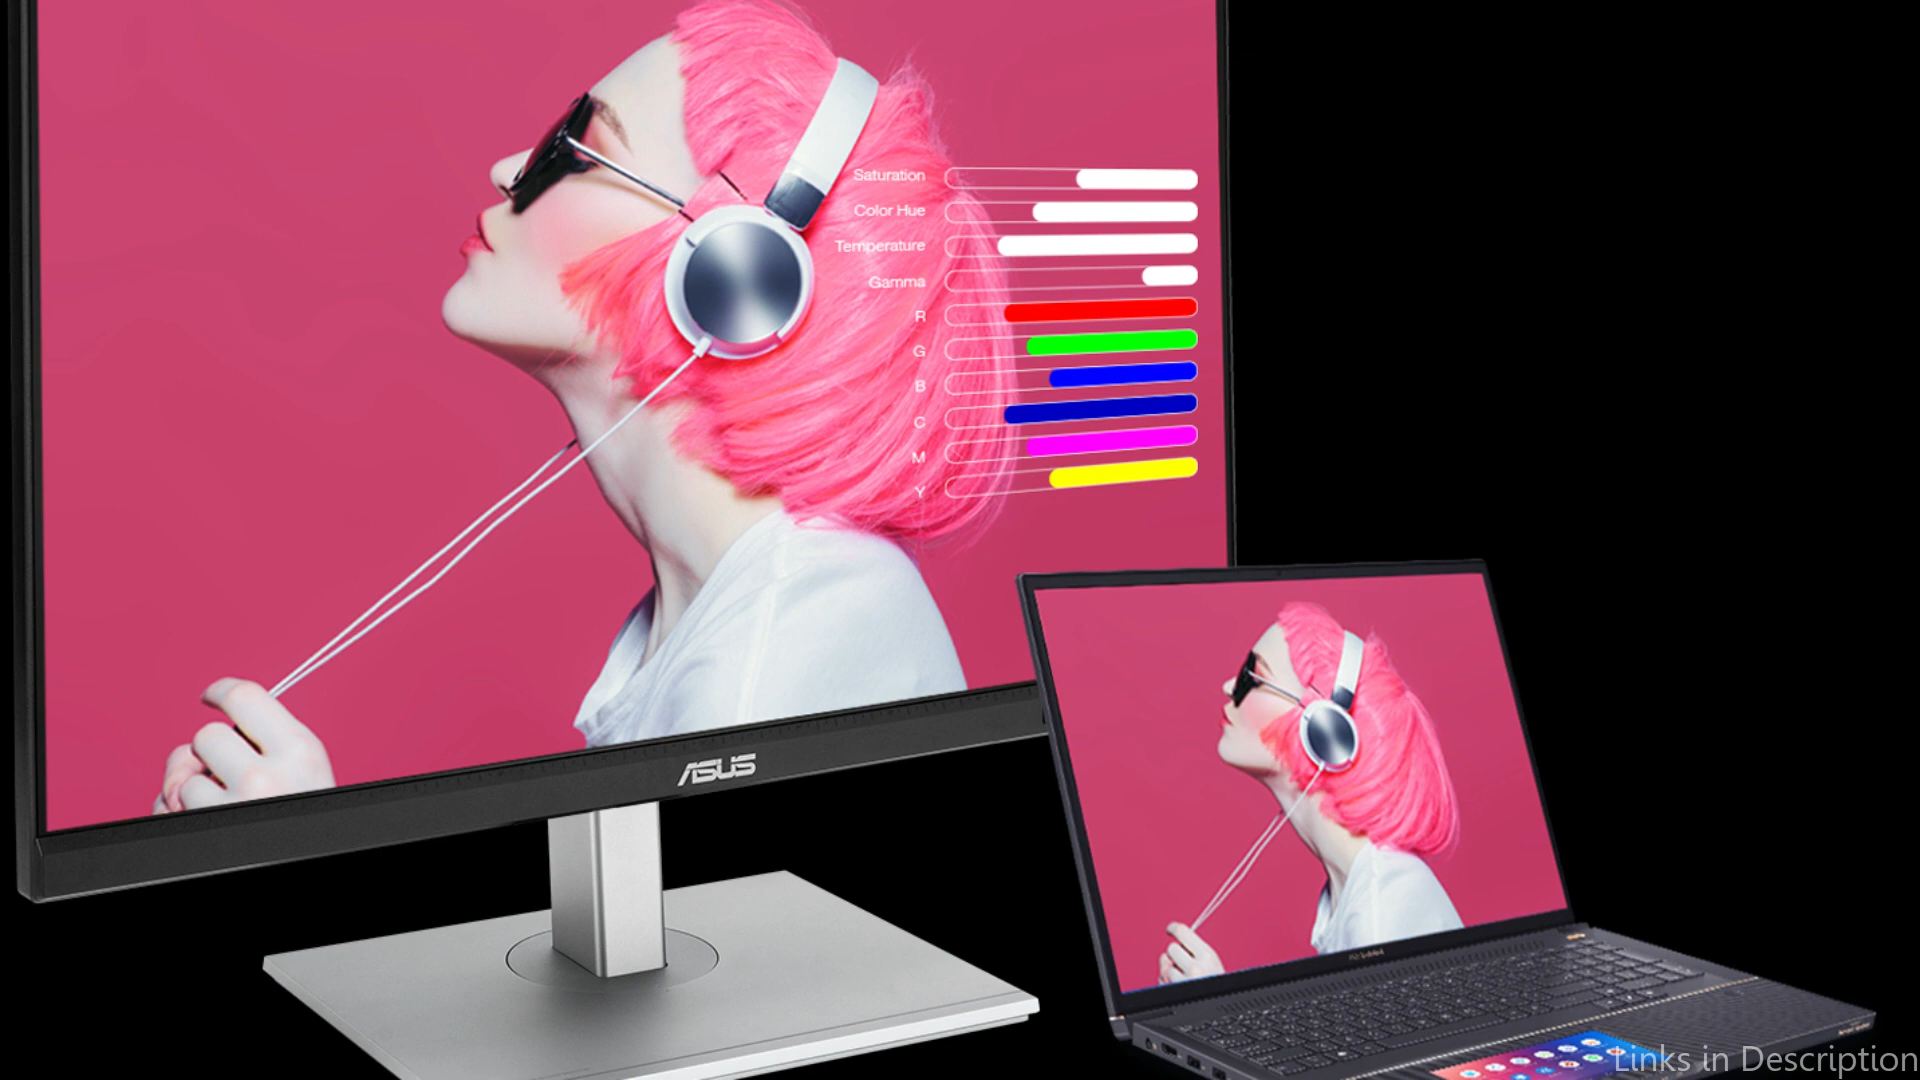 Saturation
Color Hue
Temperature
Gamma
R
G
B
C
M
Y
ASUS
Links in Description